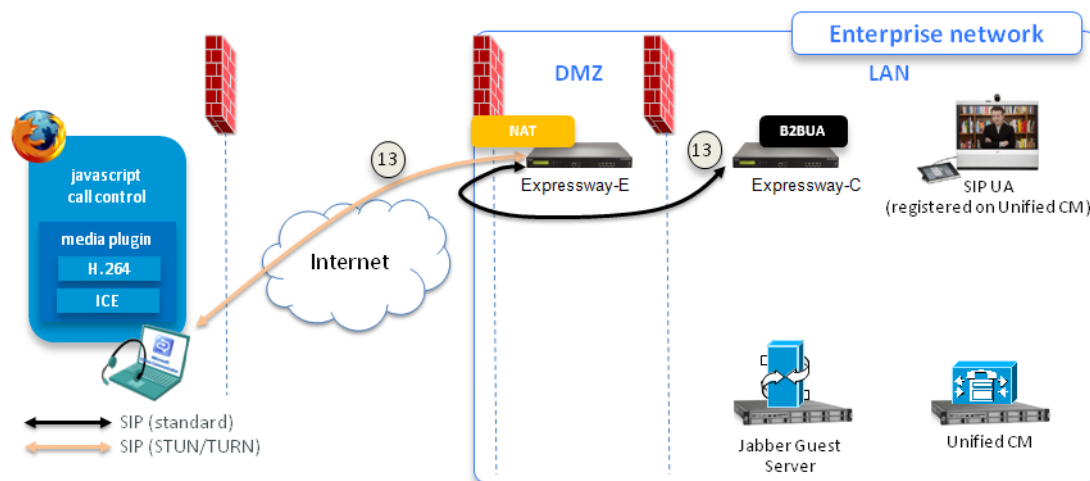 Enterprise network
DMZ
LAN
NAT
B2BUA
13
13
javascript
call control
media plugin
H.264
ICE
Expressway-E
Expressway-C
SIP UA
(registered on Unified CM)
Internet
SIP (standard)
SIP (STUN/TURN)
Jabber Guest
Server
Unified CM